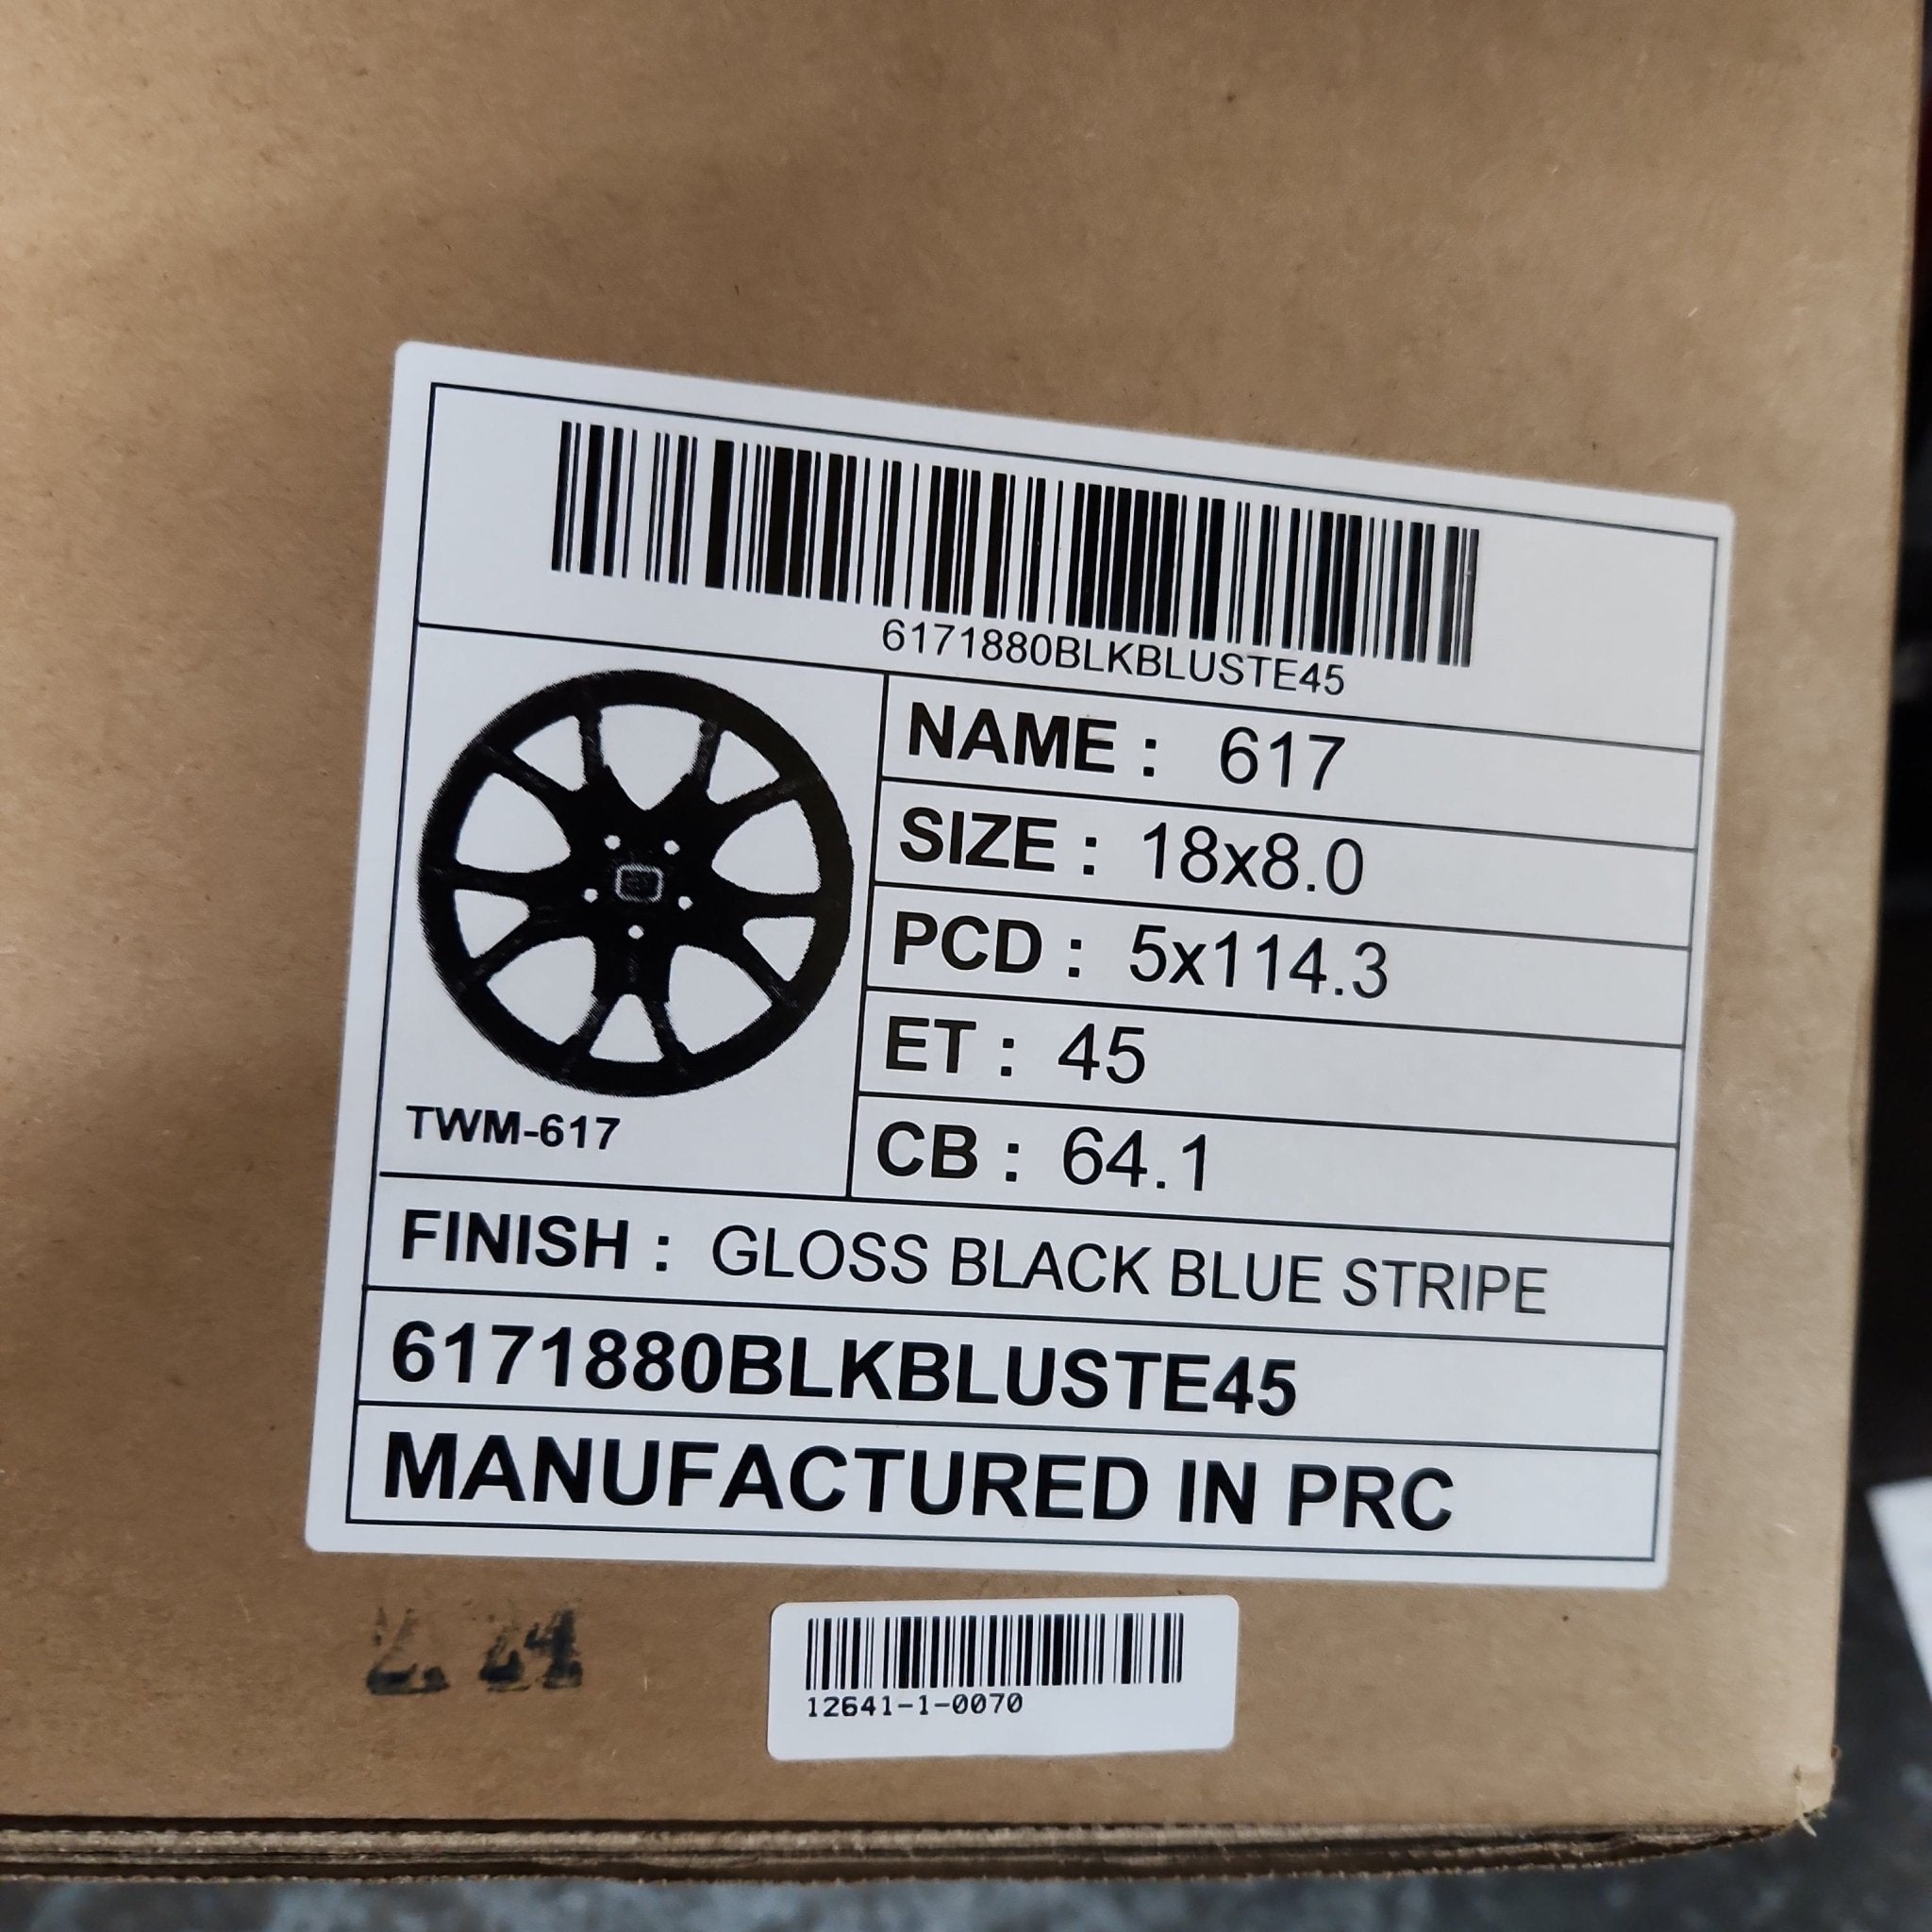 6171880BLKBLUSTE45
NAME : 617
SIZE : 18x8.0
PCD : 5x114.3
ET : 45
CB : 64.1
TWM-617
FINISH : GLOSS BLACK BLUE STRIPE
6171880BLKBLUSTE45
MANUFACTURED IN PRC
12641-1-0070